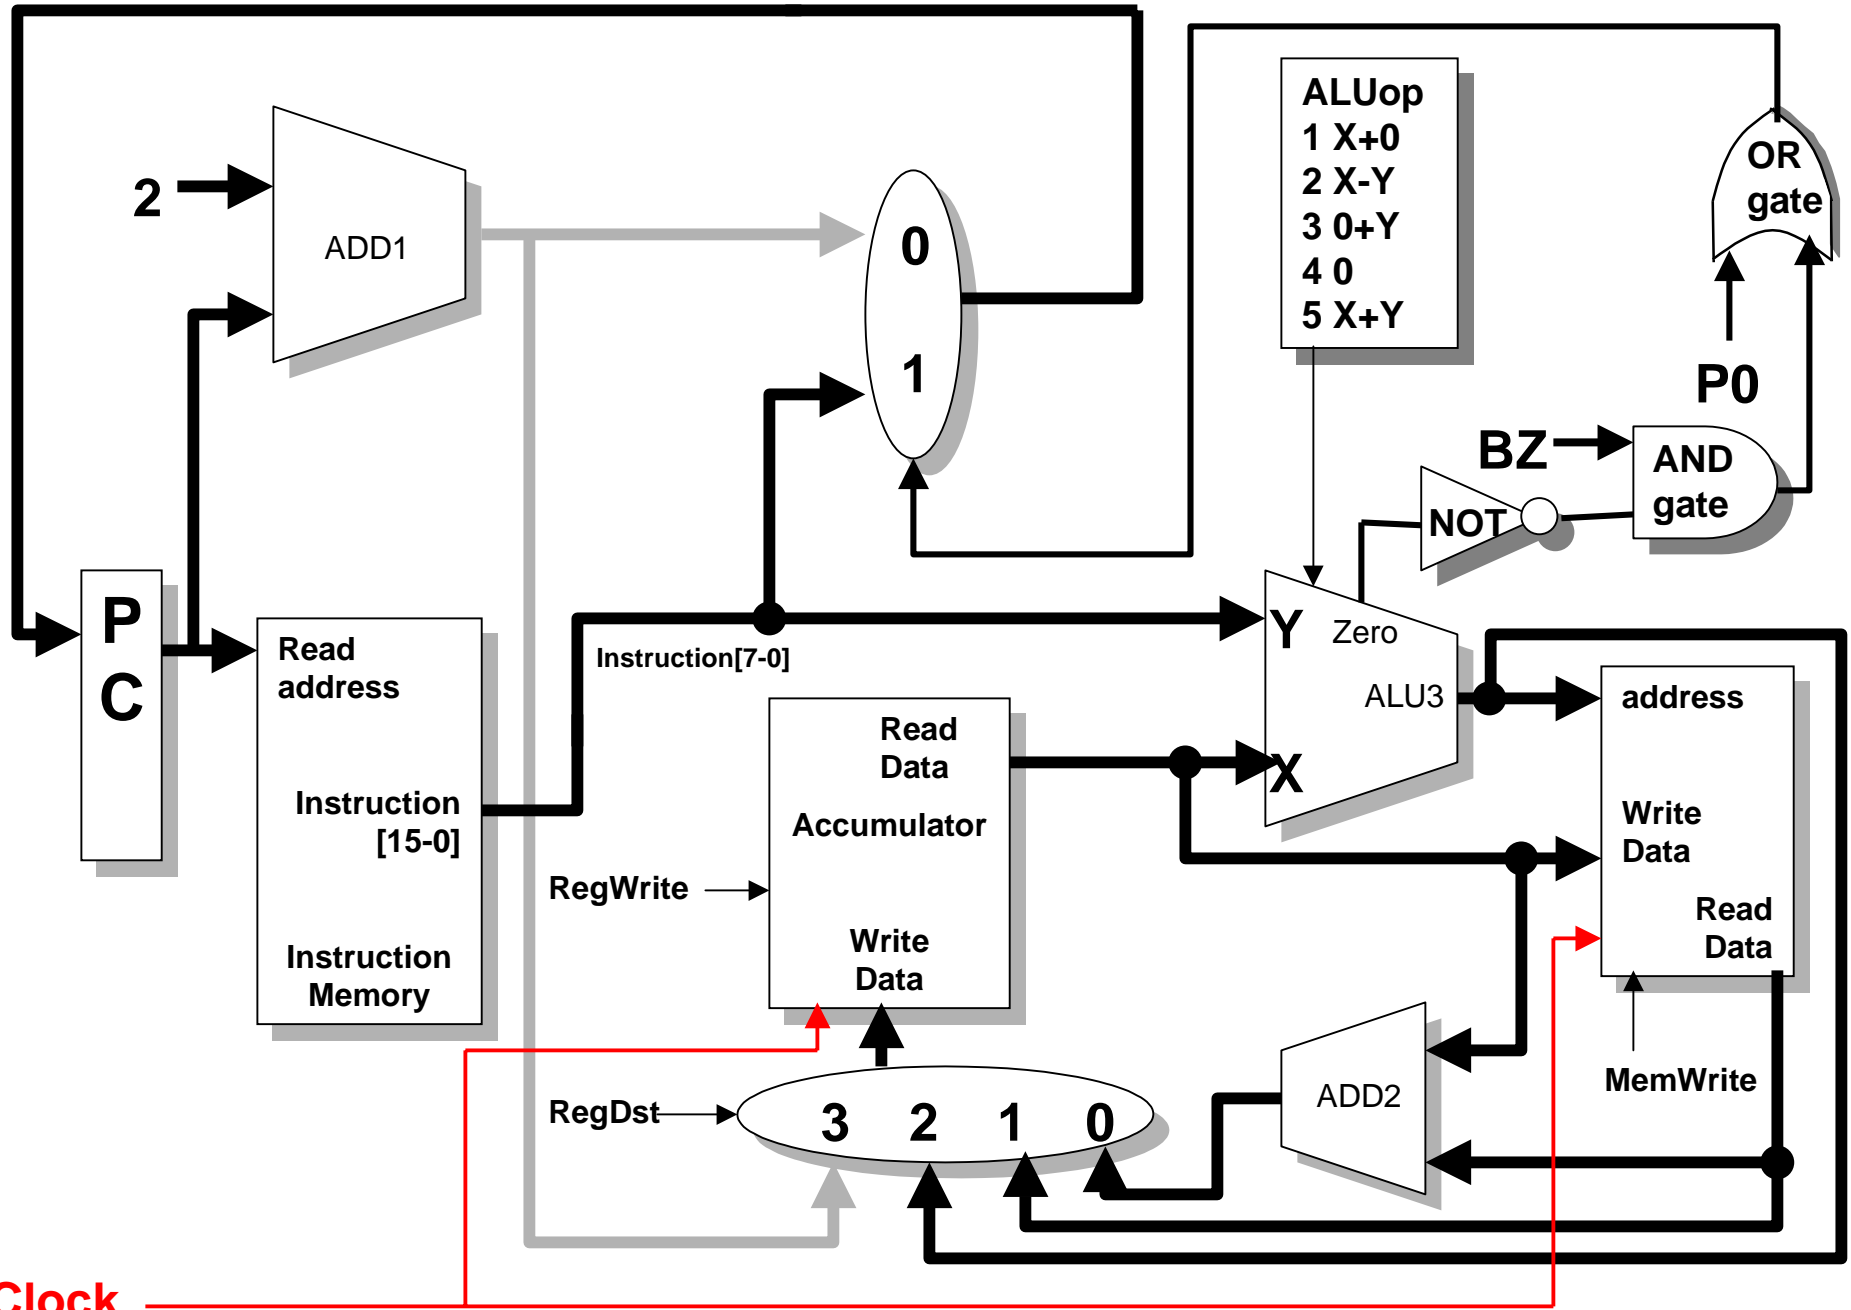 ALUop
1 X+0
2 X-Y
3 0+Y
4 0
5 X+Y
OR
gate
2
ADD1
0
1
P0
BZ
AND
gate
NOT
P
C
Read
address
Instruction
[15-0]
Instruction
Memory
Instruction[7-0]
Y
Zero
ALU3
X
Read
Data
Accumulator
Write
Data
RegWrite
address
Write
Data
Read
Data
MemWrite
ADD2
RegDst
3 2 1 0
Clock